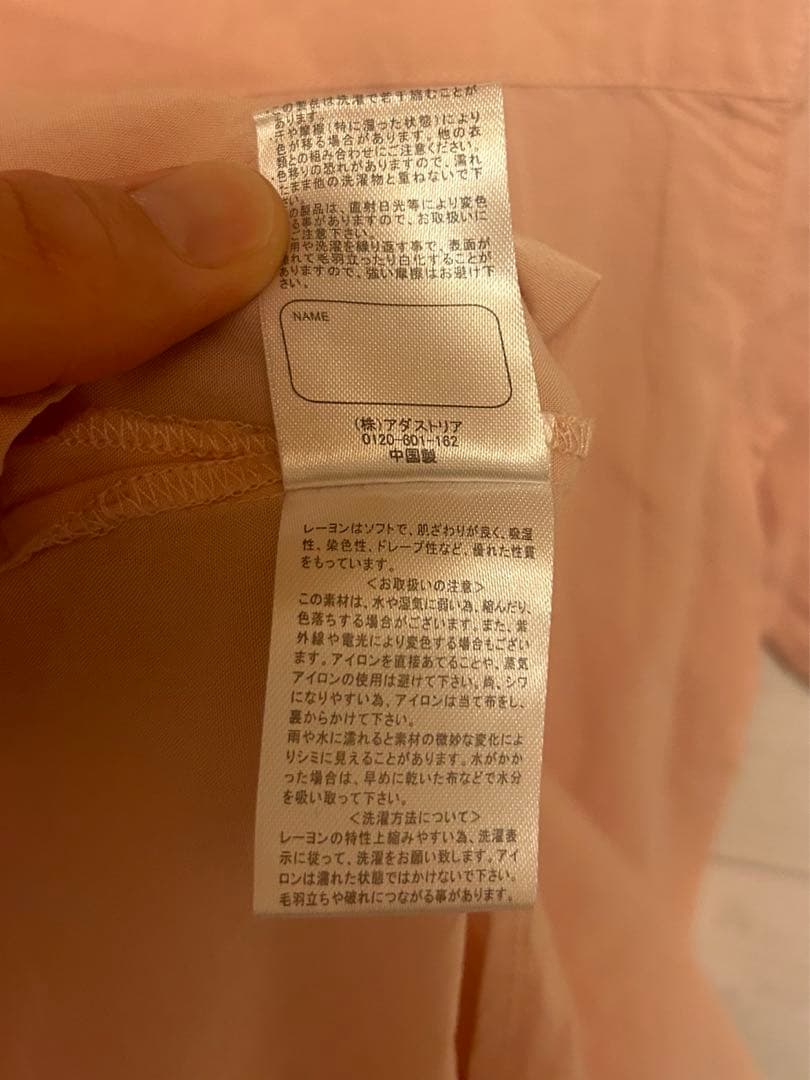 この製品は洗濯で若干縮むことが
あります。
汗や摩擦(特に湿った状態)により
色が移る場合があります。他の衣
類との組み合わせにご注意ください。
色移りの恐れがありますので、濡れ
たまま他の洗濯物と重ねないで下
さい。
の製品は、直射日光等により変色
る事がありますので、お取扱いに
ご注意下さい。
用や洗濯を繰り返す事で、表面が
れて毛羽立ったり白化することが
ありますので、強い摩擦はお避け下
さい。
NAME
(株)アダストリア
0120-601-162
中国製
レーヨンはソフトで、肌ざわりが良く、吸湿
性、染色性、ドレープ性など、優れた性質
をもっています。
<お取扱いの注意>
この素材は、水や湿気に弱い為、縮んだり、
色落ちする場合がございます。また、紫
外線や電光により変色する場合もござい
ます。アイロンを直接あてることや、蒸気
アイロンの使用は避けて下さい。尚、シワ
になりやすい為、アイロンは当て布をし、
裏からかけて下さい。
雨や水に濡れると素材の微妙な変化によ
りシミに見えることがあります。水がかか
った場合は、早めに乾いた布などで水分
を吸い取って下さい。
<洗濯方法について>
レーヨンの特性上縮みやすい為、洗濯表
示に従って、洗濯をお願い致します。アイ
ロンは濡れた状態ではかけないで下さい。
毛羽立ちや破れにつながる事があります。